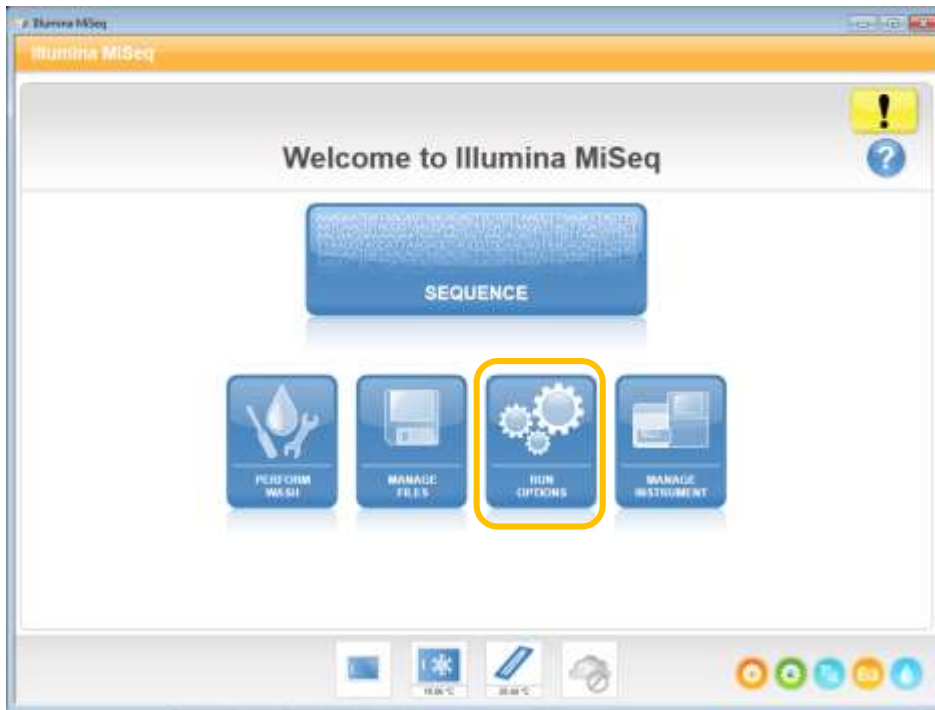 Illumina MiSeq
Illumina MiSeq
!
?
Welcome to Illumina MiSeq
SEQUENCE
PERFORM
WASH
MANAGE
FILES
RUN
OPTIONS
MANAGE
INSTRUMENT